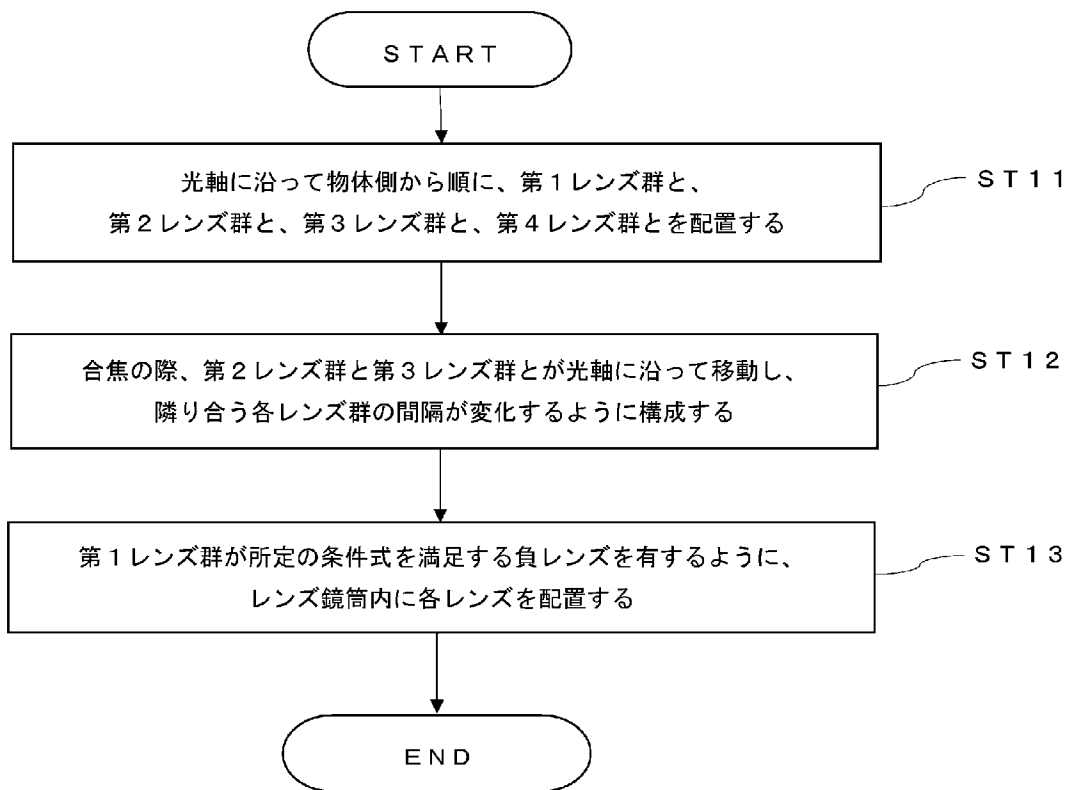 ＳＴＡＲＴ
光軸に沿って物体側から順に、第１レンズ群と、
第２レンズ群と、第３レンズ群と、第４レンズ群とを配置する
ＳＴ１１
合焦の際、第２レンズ群と第３レンズ群とが光軸に沿って移動し、
隣り合う各レンズ群の間隔が変化するように構成する
ＳＴ１２
第１レンズ群が所定の条件式を満足する負レンズを有するように、
レンズ鏡筒内に各レンズを配置する
ＳＴ１３
ＥＮＤ